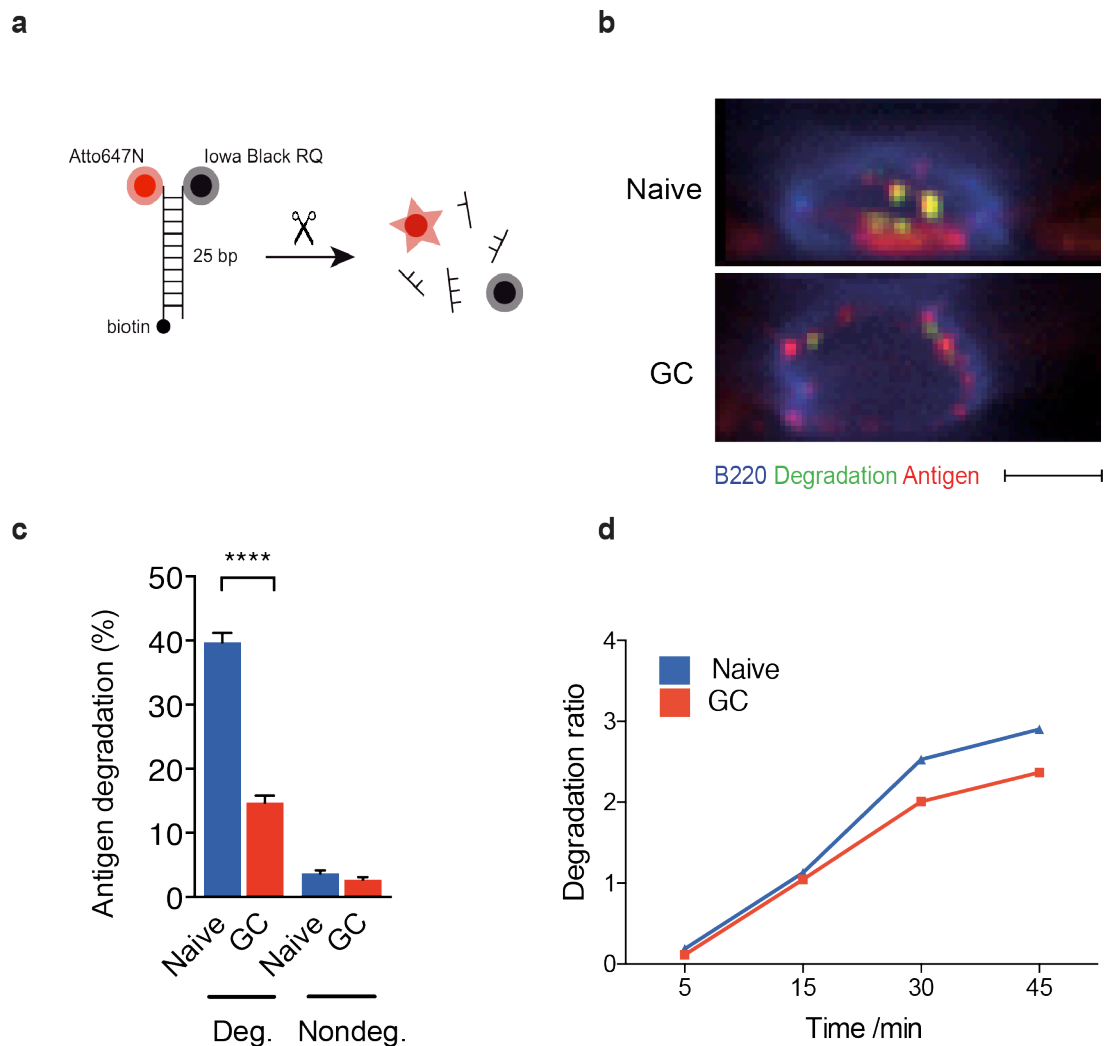 a
Atto647N
Iowa Black RQ
25 bp
biotin
b
Naive
GC
B220 Degradation Antigen
c
****
Antigen degradation (%)
50
40
30
20
10
0
Naive
GC
Naive
GC
Deg.
Nondeg.
d
Degradation ratio
4
3
2
1
0
Naive
GC
5
15
30
45
Time /min